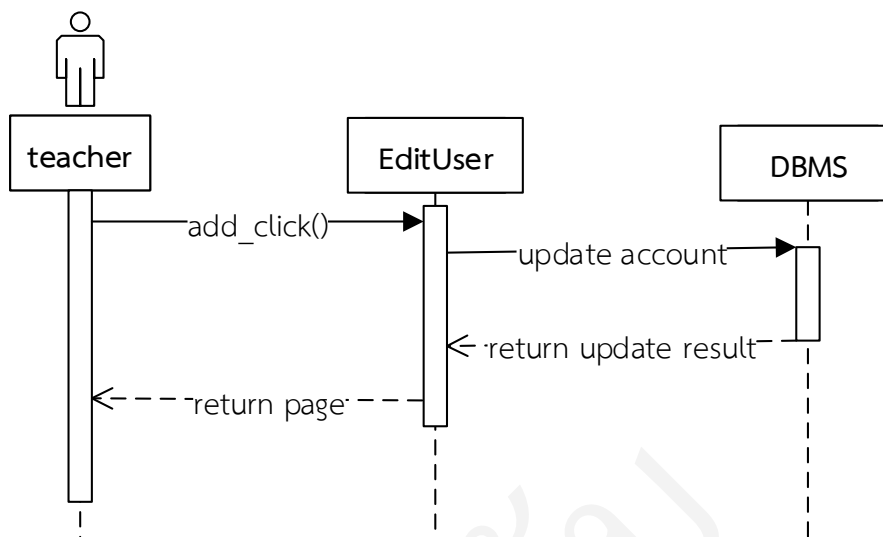 teacher
EditUser
DBMS
add_click()
update account
return update result
return page